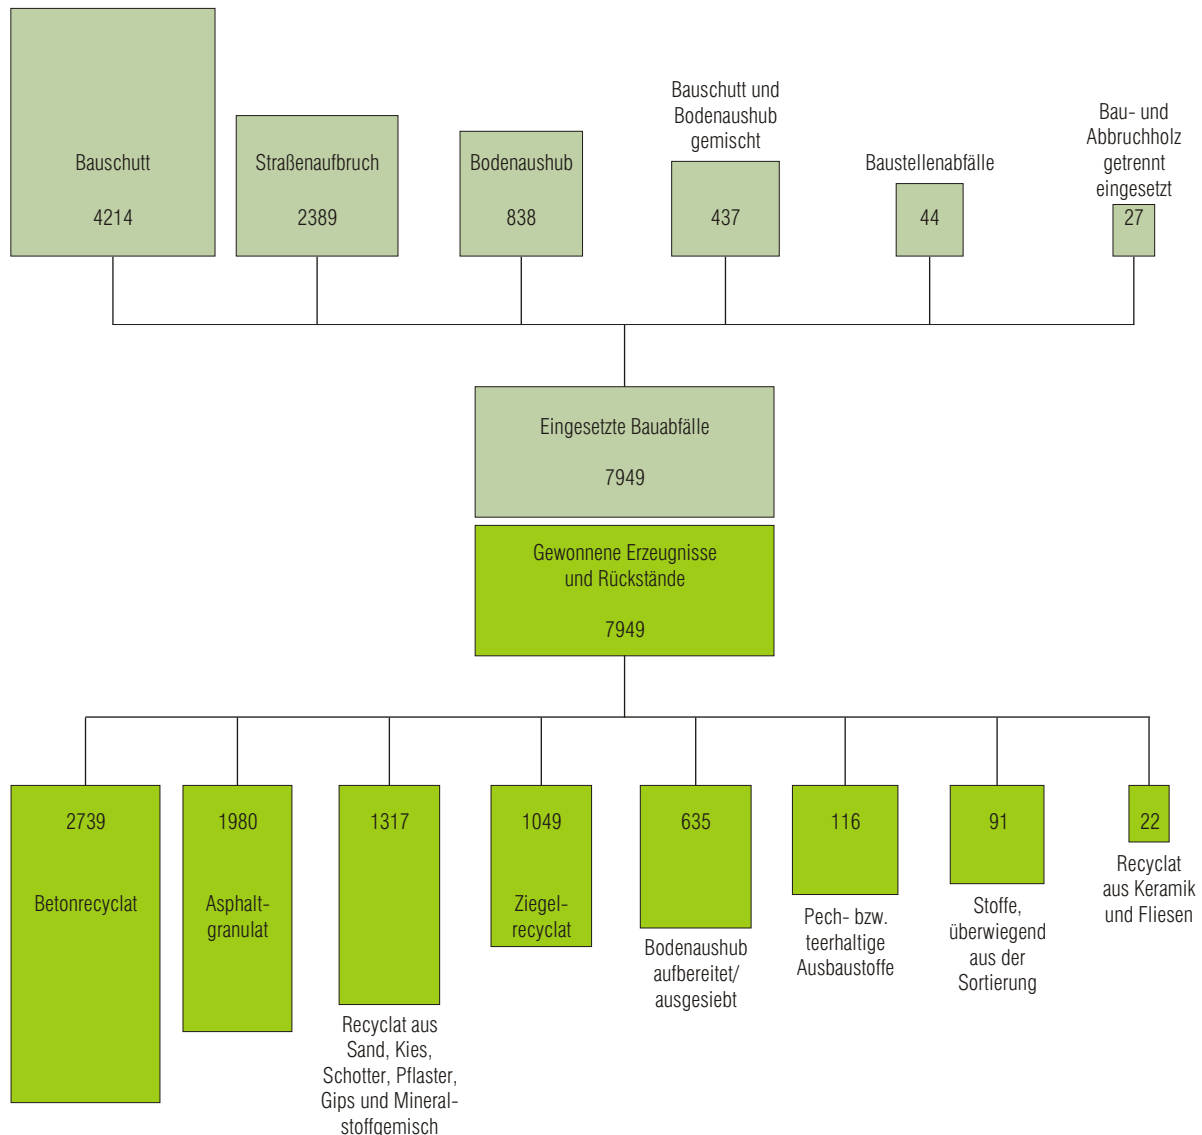 Bauschutt
4214
Straßenaufbruch
2389
Bodenaushub
838
Bauschutt und
Bodenaushub
gemischt
437
Baustellenabfälle
44
Bau- und
Abbruchholz
getrennt
eingesetzt
27
Eingesetzte Bauabfälle
7949
Gewonnene Erzeugnisse
und Rückstände
7949
2739
Betonrecyclat
1980
Asphalt-
granulat
1317
Recyclat aus
Sand, Kies,
Schotter, Pflaster,
Gips und Mineral-
stoffgemisch
1049
Ziegel-
recyclat
635
Bodenaushub
aufbereitet/
ausgesiebt
116
Pech- bzw.
teerhaltige
Ausbaustoffe
91
Stoffe,
überwiegend
aus der
Sortierung
22
Recyclat
aus Keramik
und Fliesen